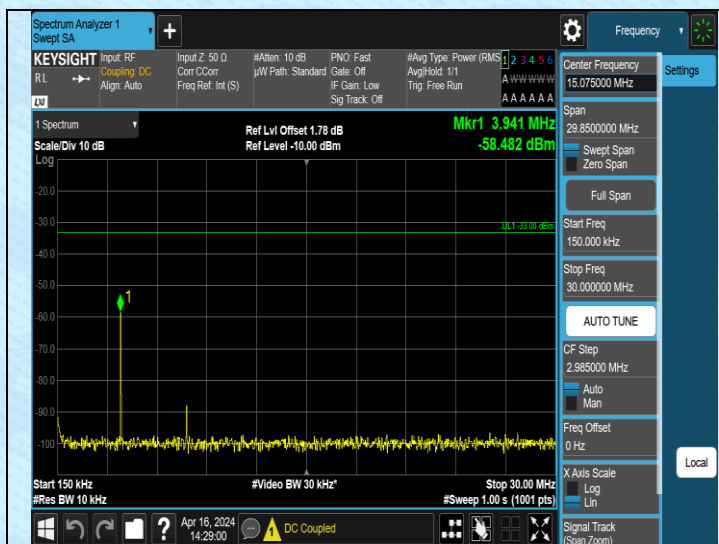 Spectrum Analyzer 1
Swept SA
+
Frequency
KEYSIGHT
RL
LXI
Input: RF
Coupling: DC
Align: Auto
Input Z: 50 Ω
Corr CCorr
Freq Ref: Int (S)
#Atten: 10 dB
µW Path: Standard
PNO: Fast
Gate: Off
IF Gain: Low
Sig Track: Off
#Avg Type: Power (RMS
Avg|Hold: 1/1
Trig: Free Run
1 2 3 4 5 6
A W W W W W
A A A A A A
1 Spectrum
Scale/Div 10 dB
Ref Lvl Offset 1.78 dB
Ref Level -10.00 dBm
Mkr1 3.941 MHz
-58.482 dBm
Log
-20.0
-30.0
DL1 -33.00 dBm
-40.0
-50.0
1
-60.0
-70.0
-80.0
-90.0
-100
Start 150 kHz
#Res BW 10 kHz
#Video BW 30 kHz*
Stop 30.00 MHz
#Sweep 1.00 s (1001 pts)
?
Apr 16, 2024
14:29:00
1
DC Coupled
Center Frequency
15.075000 MHz
Span
29.8500000 MHz
Swept Span
Zero Span
Full Span
Start Freq
150.000 kHz
Stop Freq
30.000000 MHz
AUTO TUNE
CF Step
2.985000 MHz
Auto
Man
Freq Offset
0 Hz
X Axis Scale
Log
Lin
Signal Track
(Span Zoom)
Settings
Local